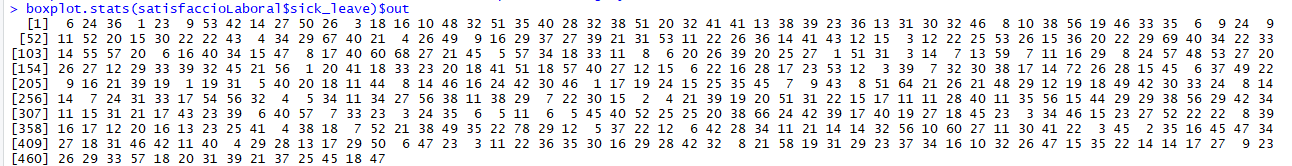 > boxplot.stats(satisfaccioLaboral$sick_leave)$out
[1] 6 24 36 1 23 9 53 42 14 27 50 26 3 18 16 10 48 32 51 35 40 28 32 38 51 20 32 41 41 13 38 39 23 36 13 31 30 32 46 8 10 38 56 19 46 33 35 6 9 24 9
[52] 11 52 20 15 30 22 22 43 4 34 29 67 40 21 4 26 49 9 16 29 37 27 39 21 31 53 11 22 26 36 14 41 43 12 15 3 12 22 25 53 26 15 36 20 22 29 69 40 34 22 33
[103] 14 55 57 20 6 16 40 34 15 47 8 17 40 60 68 27 21 45 5 57 34 18 33 11 8 6 20 26 39 20 25 27 1 51 31 3 14 7 13 59 7 11 16 29 8 24 57 48 53 27 20
[154] 26 27 12 29 33 39 32 45 21 56 1 20 41 18 33 23 20 18 41 51 18 57 40 27 12 15 6 22 16 28 17 23 53 12 3 39 7 32 30 38 17 14 72 26 28 15 45 6 37 49 22
[205] 9 16 21 39 19 1 19 31 5 40 20 18 11 44 8 14 46 16 24 42 30 46 1 17 19 24 15 25 35 45 7 9 43 8 51 64 21 26 21 48 29 12 19 18 49 42 30 33 24 8 14
[256] 14 7 24 31 33 17 54 56 32 4 5 34 11 34 27 56 38 11 38 29 7 22 30 15 2 4 21 39 19 20 51 31 22 15 17 11 11 28 40 11 35 56 15 44 29 29 38 56 29 42 34
[307] 11 15 31 21 17 43 23 39 6 40 57 7 33 23 3 24 35 6 5 11 6 5 45 40 52 25 25 20 38 66 24 42 39 17 40 19 27 18 45 23 3 34 46 15 23 27 52 22 22 8 39
[358] 16 17 12 20 16 13 23 25 41 4 38 18 7 52 21 38 49 35 22 78 29 12 5 37 22 12 6 42 28 34 11 21 14 14 32 56 10 60 27 11 30 41 22 3 45 2 35 16 45 47 34
[409] 27 18 31 46 42 11 40 4 29 28 13 17 29 50 6 47 23 3 11 22 36 35 30 16 29 28 42 32 8 21 58 19 31 29 23 37 34 16 10 32 26 47 15 35 22 14 14 17 27 9 23
[460] 26 29 33 57 18 20 31 39 21 37 25 45 18 47